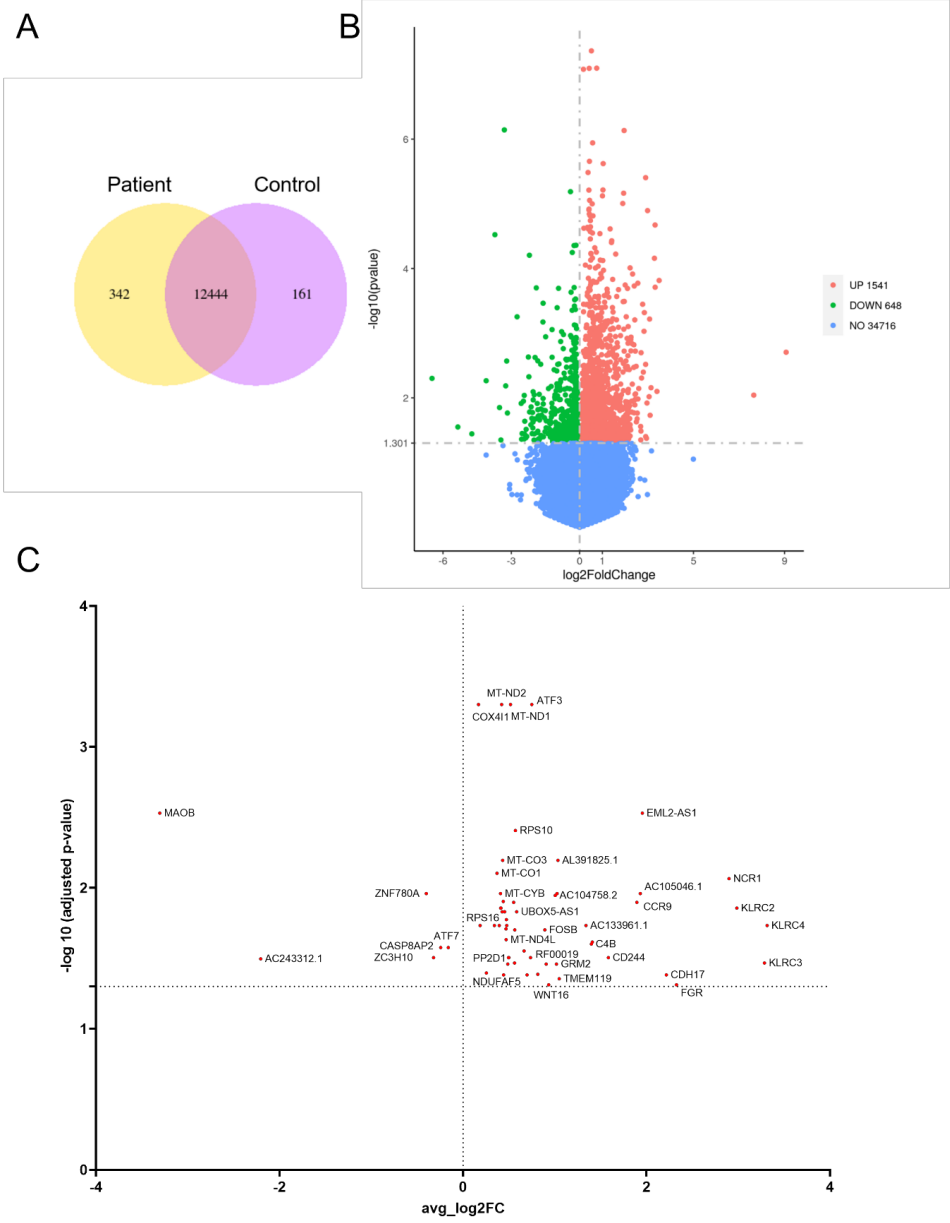 A
B
Patient
Control
342
12444
161
-log10(pvalue)
6
4
2
1.301
-6
-3
0
1
5
9
log2FoldChange
UP 1541
DOWN 648
NO 34716
C
-log 10 (adjusted p-value)
4
3
2
1
0
-4
-2
0
2
4
avg_log2FC
MT-ND2
ATF3
COX4I1
MT-ND1
MAOB
EML2-AS1
RPS10
MT-CO3
AL391825.1
MT-CO1
NCR1
ZNF780A
MT-CYB
AC104758.2
AC105046.1
CCR9
KLRC2
UBOX5-AS1
RPS16
FOSB
AC133961.1
KLRC4
ATF7
MT-ND4L
CASP8AP2
C4B
ZC3H10
AC243312.1
PP2D1
RF00019
CD244
GRM2
KLRC3
NDUFAF5
TMEM119
CDH17
WNT16
FGR